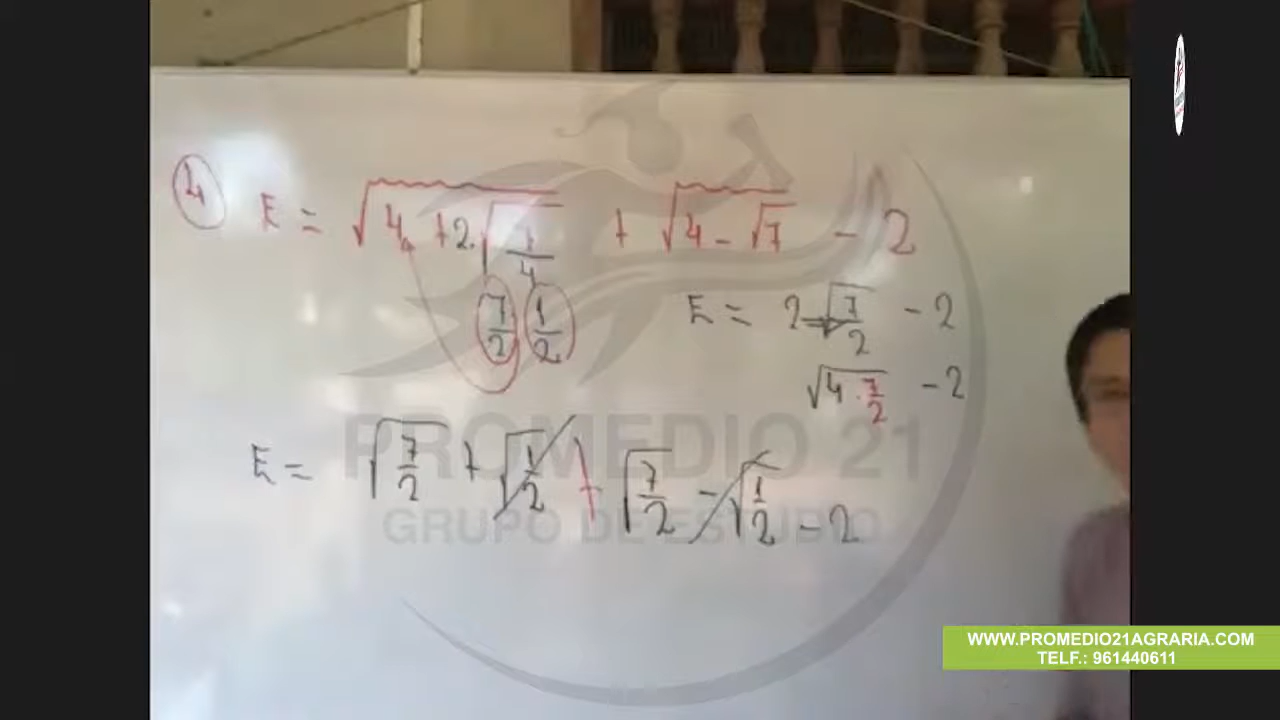 4
E = √(4 + 2√(7/4)) + √(4 - √7) - 2
7/2 1/2
E = 2√(7/2) - 2
√(4 · 7/2) - 2
E = √(7/2) + √(1/2) + √(7/2) - √(1/2) - 2
PROMEDIO 21
GRUPO DE ESTUDIO
WWW.PROMEDIO21AGRARIA.COM
TELF.: 961440611